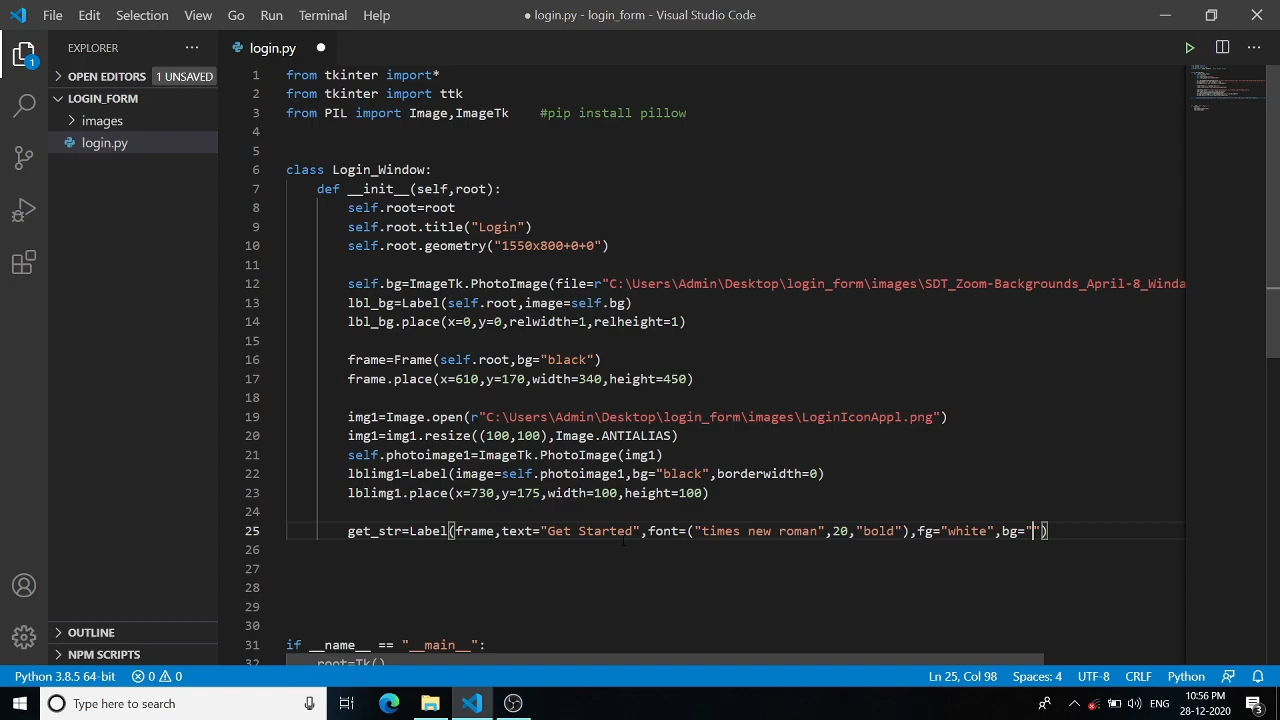 File Edit Selection View Go Run Terminal Help
● login.py - login_form - Visual Studio Code
EXPLORER ...
OPEN EDITORS 1 UNSAVED
LOGIN_FORM
images
login.py
1
login.py
1 from tkinter import*
2 from tkinter import ttk
3 from PIL import Image,ImageTk #pip install pillow
4
5
6 class Login_Window:
7 def __init__(self,root):
8 self.root=root
9 self.root.title("Login")
10 self.root.geometry("1550x800+0+0")
11
12 self.bg=ImageTk.PhotoImage(file=r"C:\Users\Admin\Desktop\login_form\images\SDT_Zoom-Backgrounds_April-8_Winda
13 lbl_bg=Label(self.root,image=self.bg)
14 lbl_bg.place(x=0,y=0,relwidth=1,relheight=1)
15
16 frame=Frame(self.root,bg="black")
17 frame.place(x=610,y=170,width=340,height=450)
18
19 img1=Image.open(r"C:\Users\Admin\Desktop\login_form\images\LoginIconAppl.png")
20 img1=img1.resize((100,100),Image.ANTIALIAS)
21 self.photoimage1=ImageTk.PhotoImage(img1)
22 lblimg1=Label(image=self.photoimage1,bg="black",borderwidth=0)
23 lblimg1.place(x=730,y=175,width=100,height=100)
24
25 get_str=Label(frame,text="Get Started",font=("times new roman",20,"bold"),fg="white",bg="")
26
27
28
29
30
31 if __name__ == "__main__":
32 root=Tk()
OUTLINE
NPM SCRIPTS
Python 3.8.5 64-bit 0 0 Ln 25, Col 98 Spaces: 4 UTF-8 CRLF Python
Type here to search
10:56 PM
28-12-2020